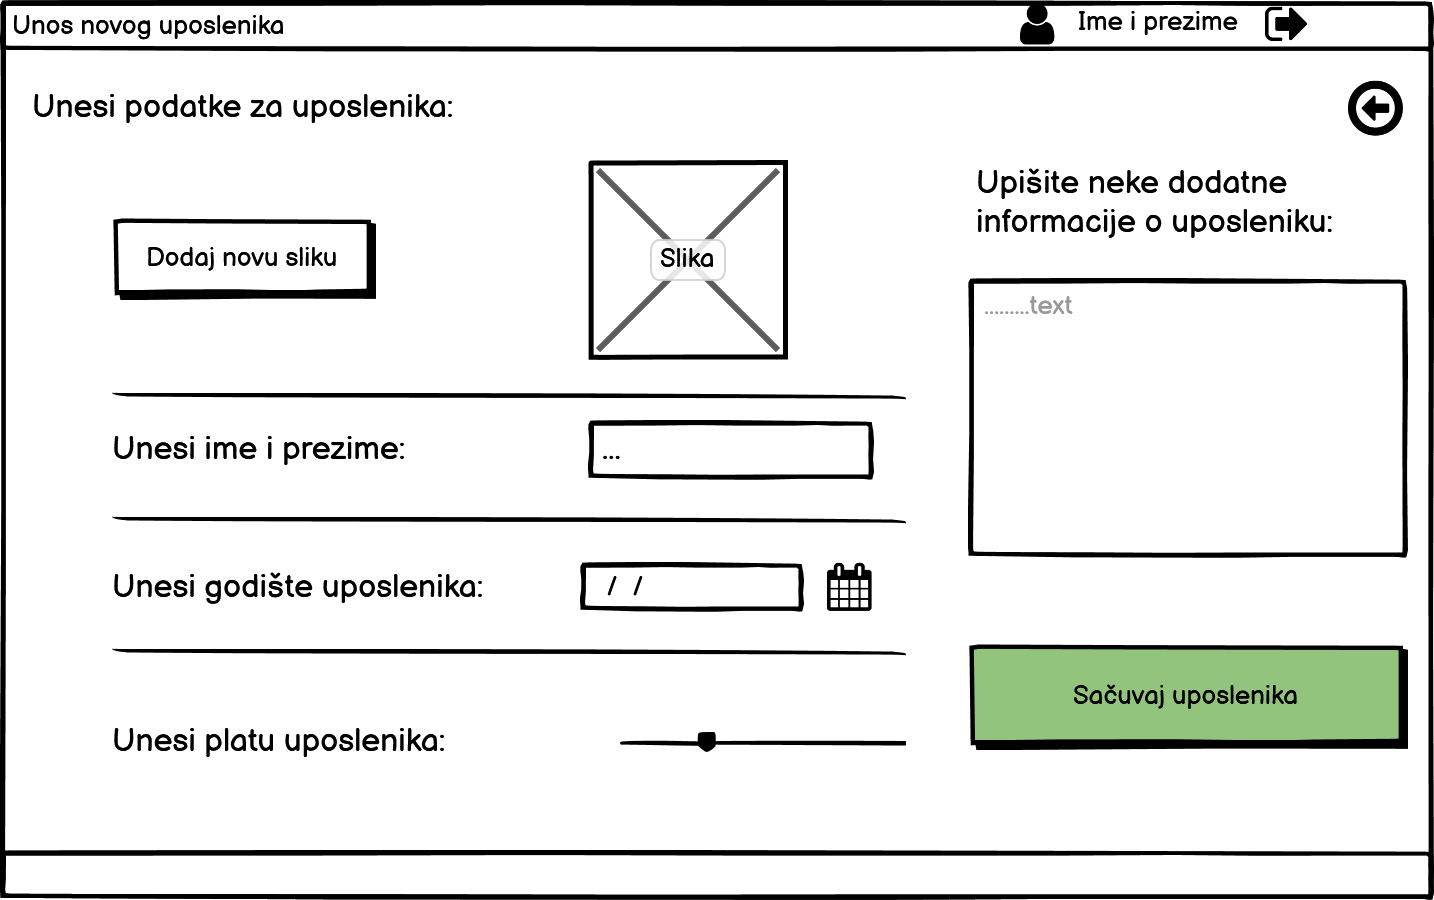 Unos novog uposlenika
Ime i prezime
Unesi podatke za uposlenika:
Dodaj novu sliku
Slika
Unesi ime i prezime:
...
Unesi godište uposlenika:
/ /
Unesi platu uposlenika:
Upišite neke dodatne
informacije o uposleniku:
.........text
Sačuvaj uposlenika